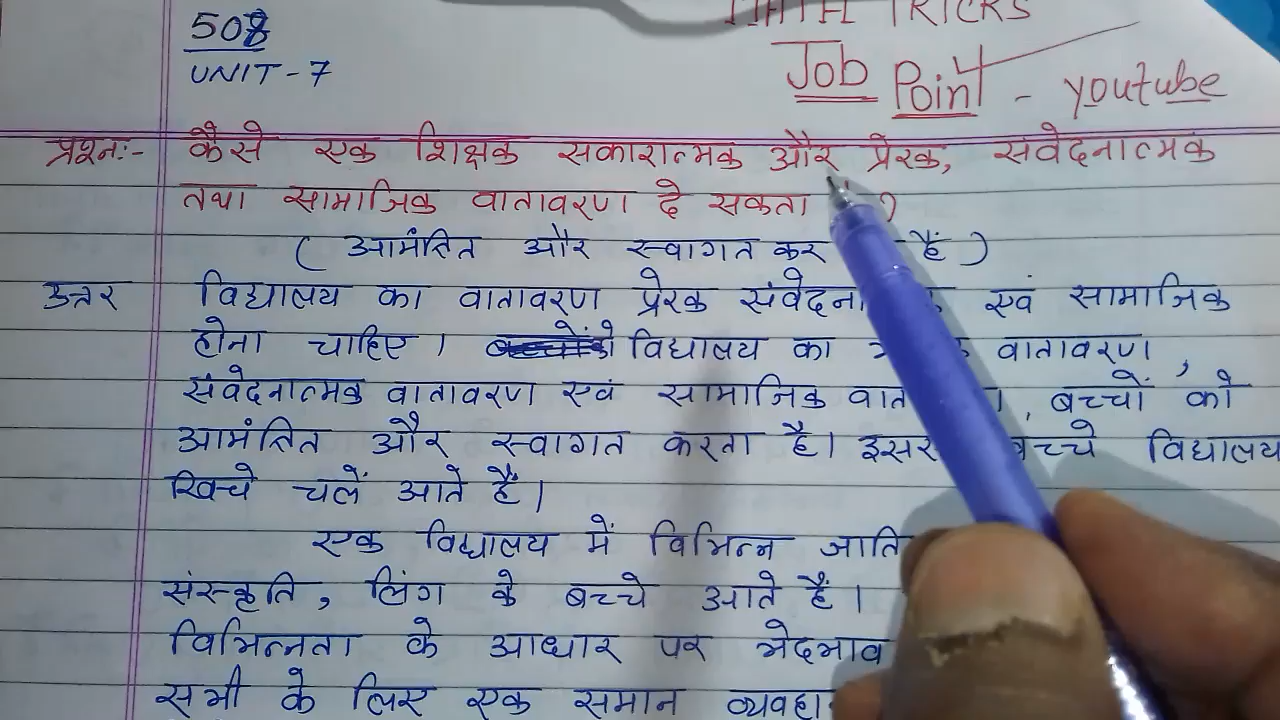 508
UNIT - 7
MATH TRICKS
Job Point - youtube
प्रश्न:- कैसे एक शिक्षक सकारात्मक और प्रेरक, संवेदनात्मक
तथा सामाजिक वातावरण दे सकता ?
( आमंत्रित और स्वागत कर हैं )
उत्तर विद्यालय का वातावरण प्रेरक एवं सामाजिक
होना चाहिए। विद्यालय का वातावरण,
संवेदनात्मक वातावरण एवं सामाजिक , बच्चों को
आमंत्रित और स्वागत करता है। बच्चे विद्यालय
खिचे चलें आते हैं।
एक विद्यालय में विभिन्न जाति
संस्कृति, लिंग के बच्चे आते हैं।
विभिन्नता के आधार पर भेदभाव
सभी के लिए एक समान